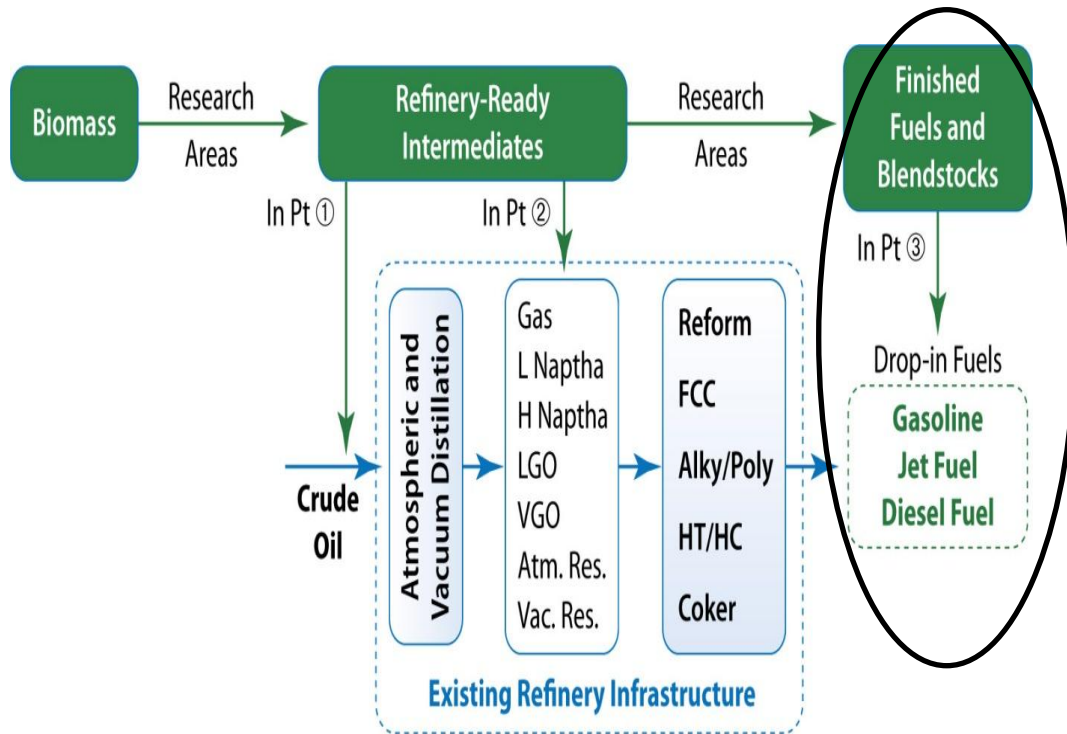 Biomass
Research
Areas
Refinery-Ready
Intermediates
Research
Areas
Finished
Fuels and
Blendstocks
In Pt ①
In Pt ②
In Pt ③
Crude
Oil
Atmospheric and
Vacuum Distillation
Gas
L Naptha
H Naptha
LGO
VGO
Atm. Res.
Vac. Res.
Reform
FCC
Alky/Poly
HT/HC
Coker
Drop-in Fuels
Gasoline
Jet Fuel
Diesel Fuel
Existing Refinery Infrastructure